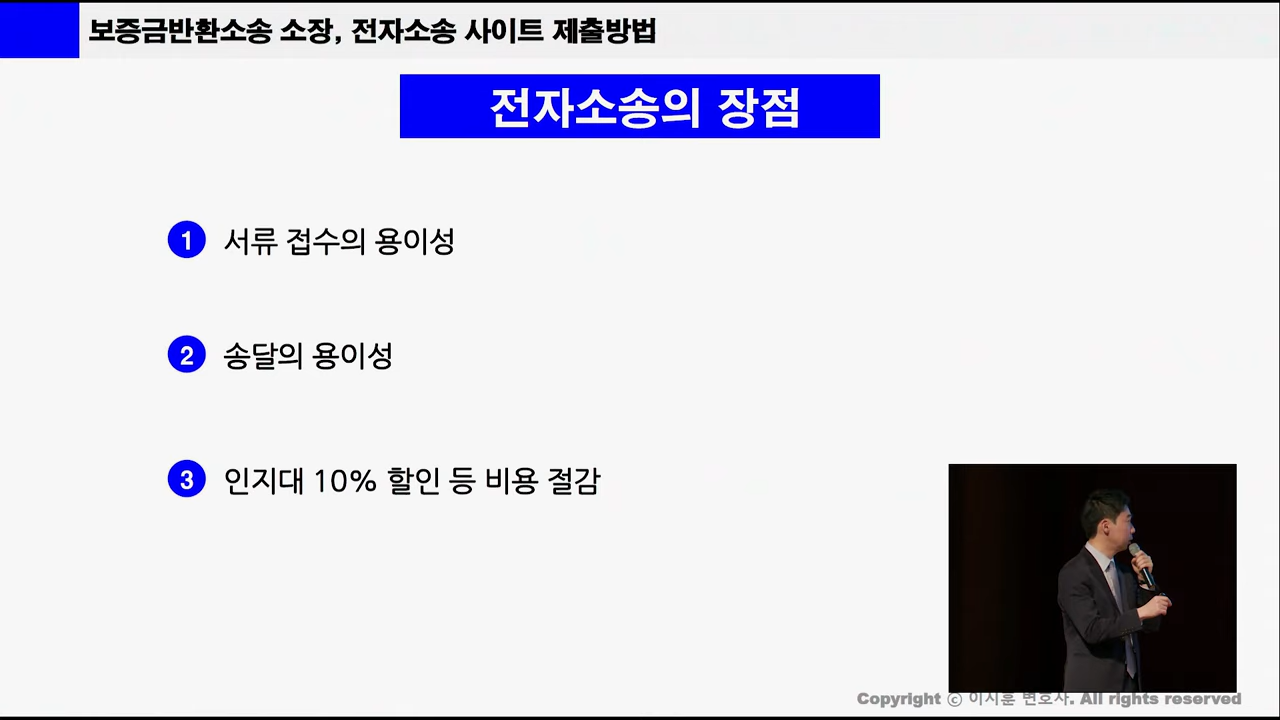 보증금반환소송 소장, 전자소송 사이트 제출방법
전자소송의 장점
1 서류 접수의 용이성
2 송달의 용이성
3 인지대 10% 할인 등 비용 절감
Copyright ⓒ 이시훈 변호사. All rights reserved